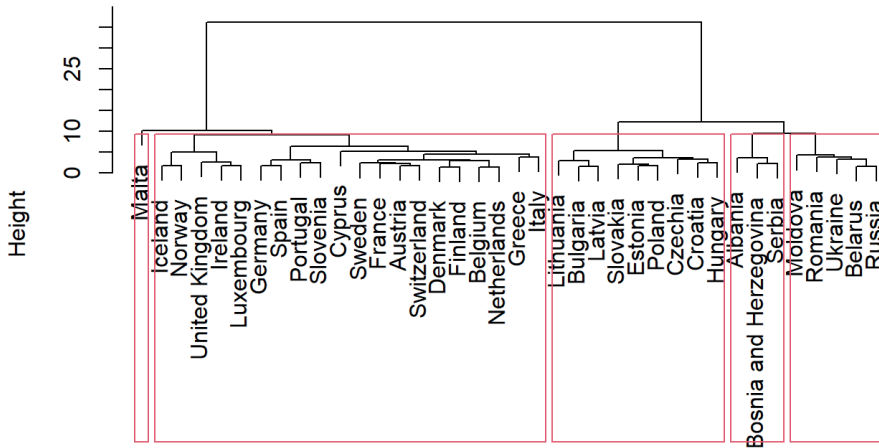 Height
0
10
25
Malta
Iceland
Norway
United Kingdom
Ireland
Luxembourg
Germany
Spain
Portugal
Slovenia
Cyprus
Sweden
France
Austria
Switzerland
Denmark
Finland
Belgium
Netherlands
Greece
Italy
Lithuania
Bulgaria
Latvia
Slovakia
Estonia
Poland
Czechia
Croatia
Hungary
Albania
Bosnia and Herzegovina
Serbia
Moldova
Romania
Ukraine
Belarus
Russia